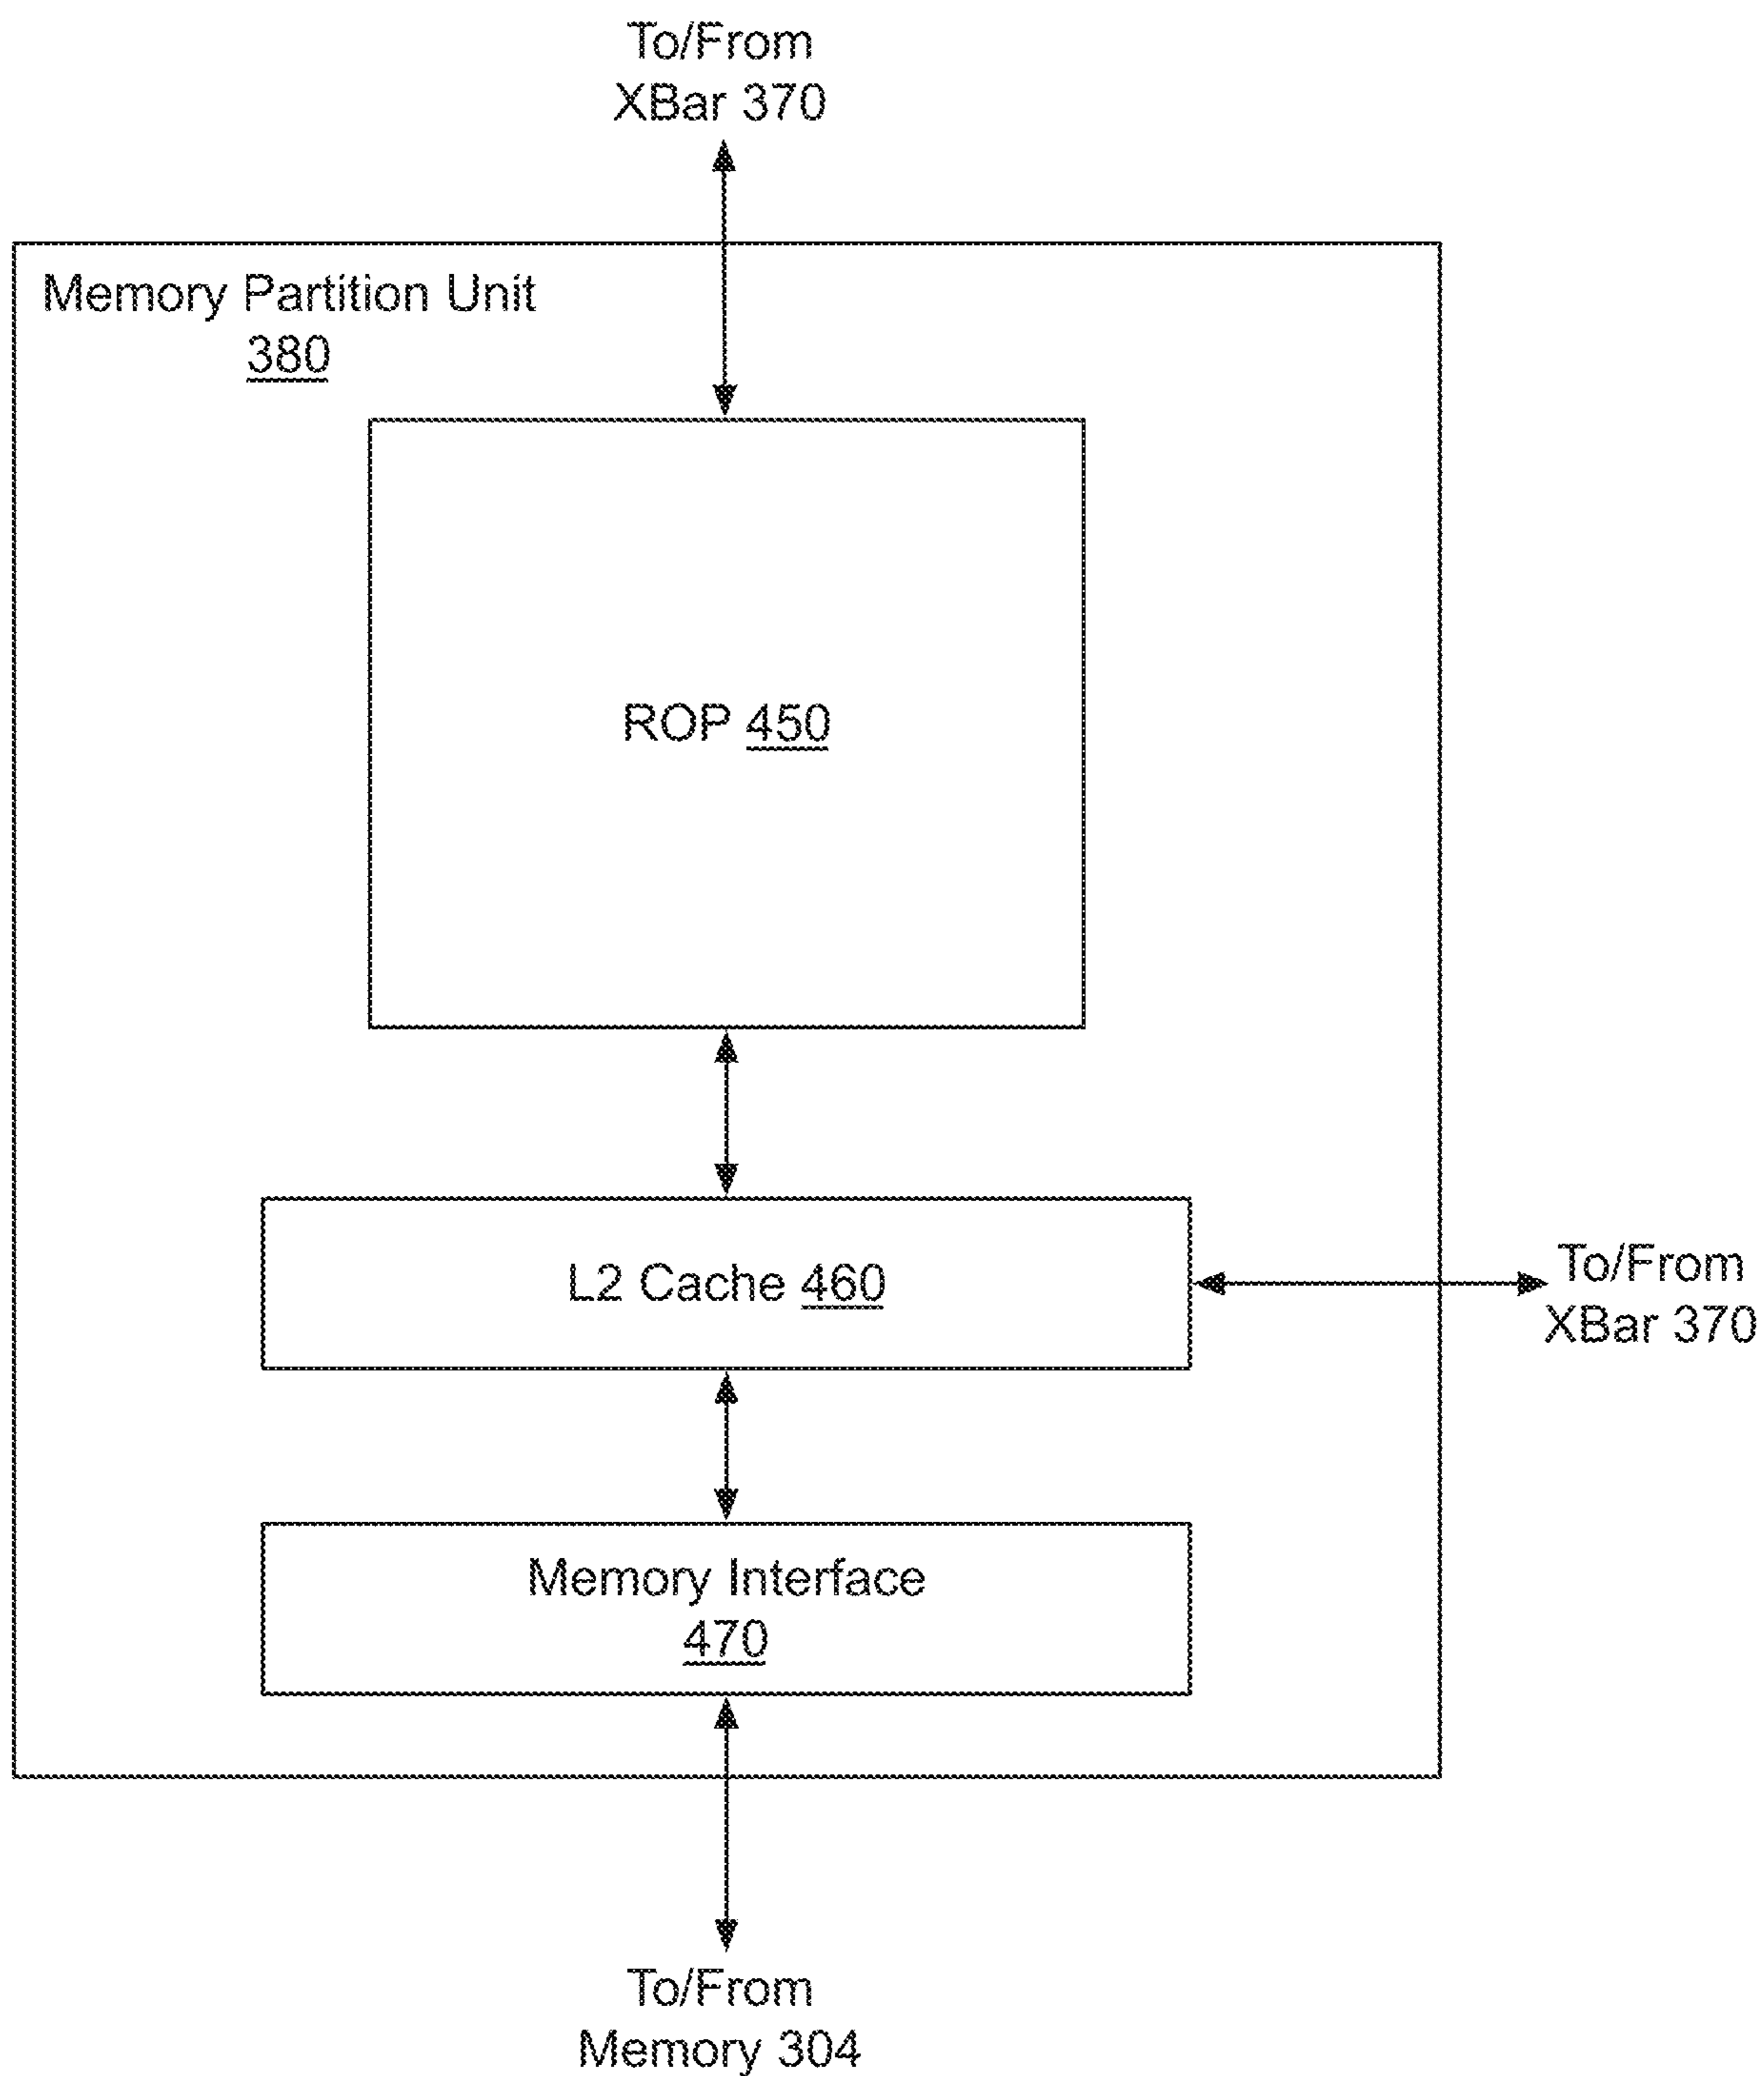 To/From
XBar 370
Memory Partition Unit
380
ROP 450
L2 Cache 460
To/From
XBar 370
Memory Interface
470
To/From
Memory 304